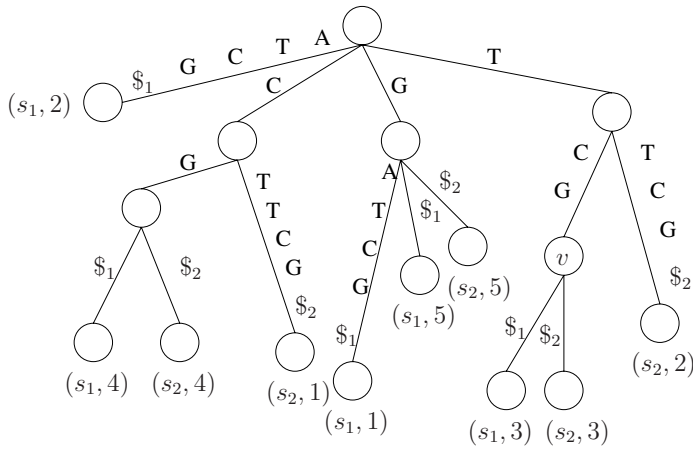 A T C G $₁
C
G
T
(s₁, 2)
G
T T C G $₂
A T C G $₁
$₁
$₂
C G
T C G $₂
v
$₁
$₂
$₁
$₂
(s₁, 5)
(s₂, 5)
(s₂, 2)
(s₁, 4)
(s₂, 4)
(s₂, 1)
(s₁, 1)
(s₁, 3)
(s₂, 3)